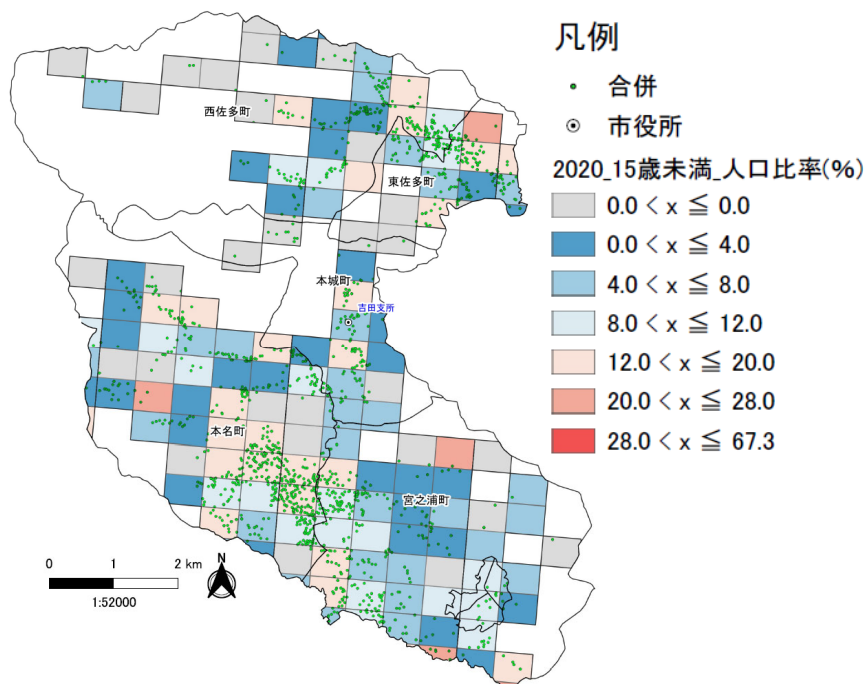 凡例
合併
市役所
2020_15歳未満_人口比率(%)
0.0 < x ≦ 0.0
0.0 < x ≦ 4.0
4.0 < x ≦ 8.0
8.0 < x ≦ 12.0
12.0 < x ≦ 20.0
20.0 < x ≦ 28.0
28.0 < x ≦ 67.3
西佐多町
東佐多町
本城町
吉田支所
本名町
宮之浦町
0 1 2 km
1:52000
N